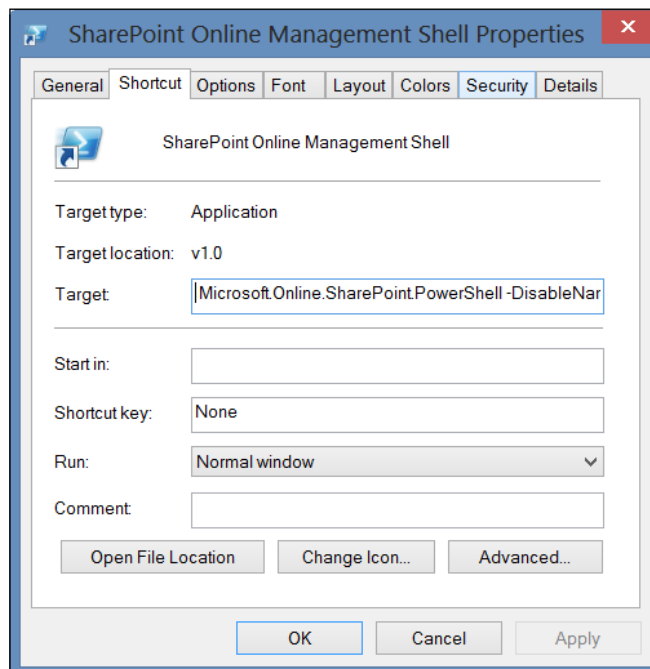 SharePoint Online Management Shell Properties
General Shortcut Options Font Layout Colors Security Details
SharePoint Online Management Shell
Target type: Application
Target location: v1.0
Target: Microsoft.Online.SharePoint.PowerShell -DisableNar
Start in:
Shortcut key: None
Run: Normal window
Comment:
Open File Location Change Icon... Advanced...
OK Cancel Apply